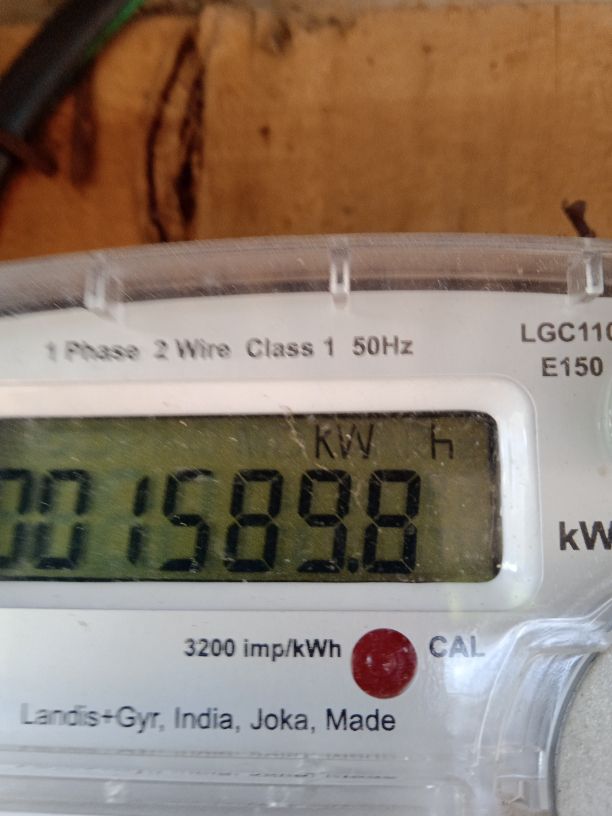 1 Phase 2 Wire Class 1 50Hz
LGC110
E150
kW h
001589.8
kW
3200 imp/kWh CAL
Landis+Gyr, India, Joka, Made